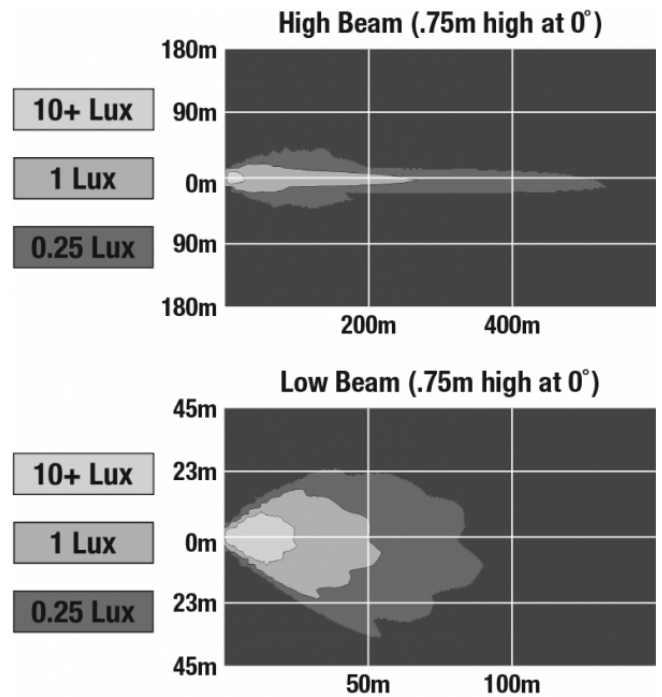 High Beam (.75m high at 0˚)
180m
10+ Lux
90m
1 Lux
0m
0.25 Lux
90m
180m
200m 400m
Low Beam (.75m high at 0˚)
45m
10+ Lux
23m
1 Lux
0m
0.25 Lux
23m
45m
50m 100m